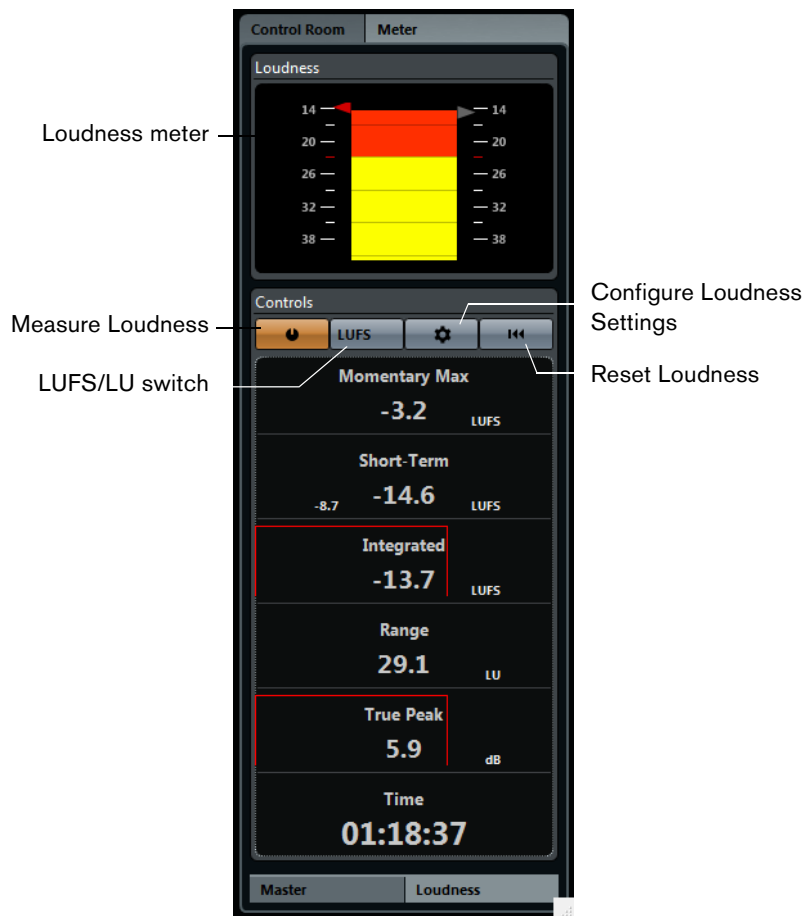 Control Room Meter
Loudness
14 14
Loudness meter
20 20
26 26
32 32
38 38
Configure Loudness
Settings
Controls
Measure Loudness
LUFS
Reset Loudness
LUFS/LU switch
Momentary Max
-3.2 LUFS
Short-Term
-8.7 -14.6 LUFS
Integrated
-13.7 LUFS
Range
29.1 LU
True Peak
5.9 dB
Time
01:18:37
Master Loudness